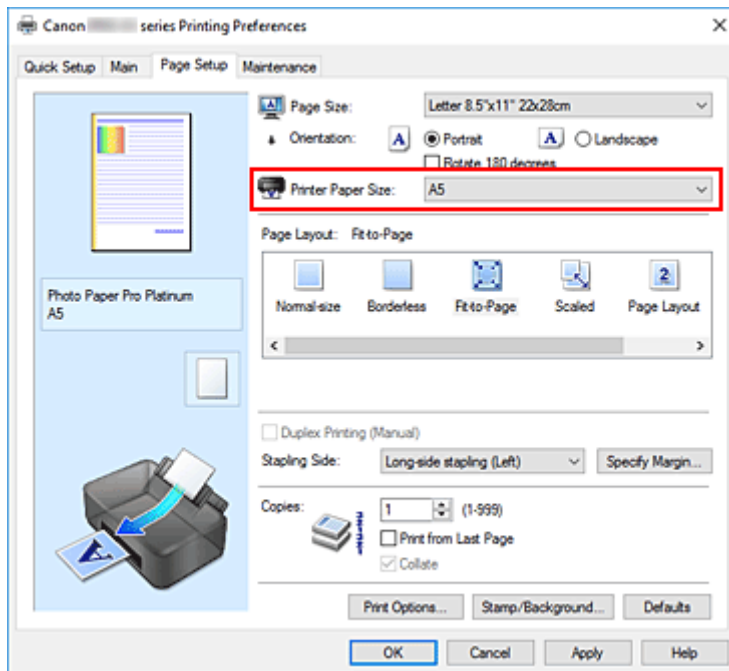 Canon series Printing Preferences
Quick Setup Main Page Setup Maintenance
Page Size: Letter 8.5"x11" 22x28cm
Orientation: A Portrait A Landscape
Rotate 180 degrees
Printer Paper Size: A5
Page Layout: Fit-to-Page
Normal-size Borderless Fit-to-Page Scaled 2 Page Layout
Photo Paper Pro Platinum
A5
Duplex Printing (Manual)
Stapling Side: Long-side stapling (Left) Specify Margin...
Copies: 1 (1-999)
Print from Last Page
Collate
A
Print Options... Stamp/Background... Defaults
OK Cancel Apply Help